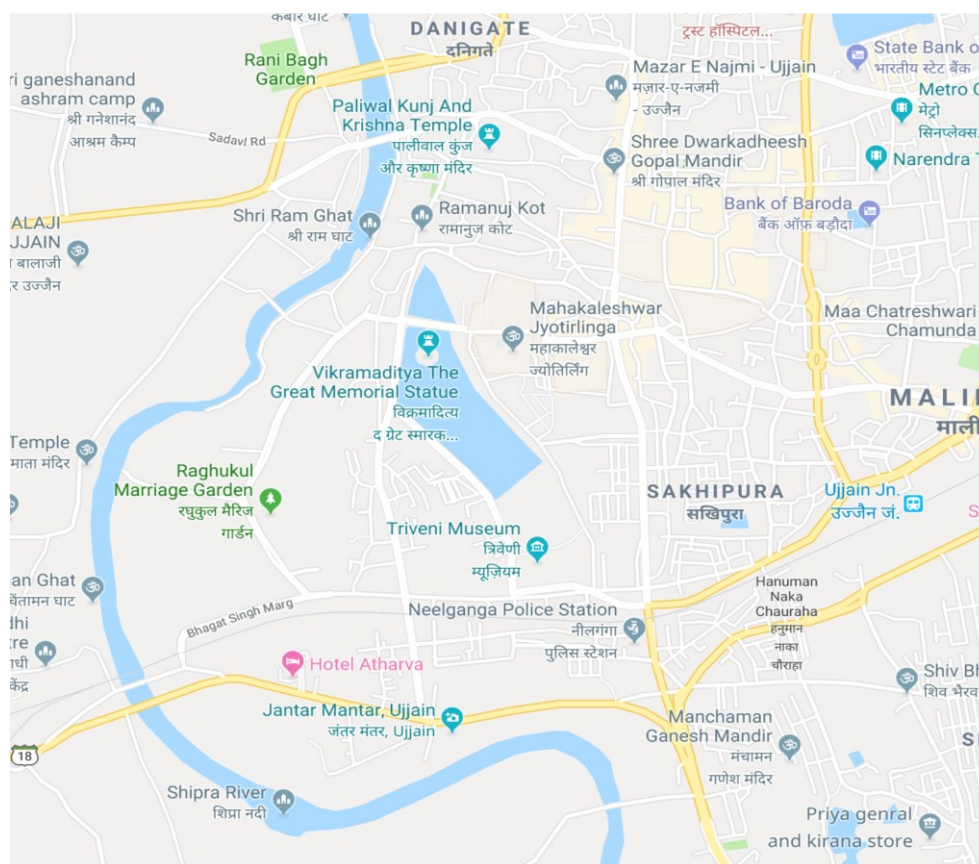 कबीर घाट
DANIGATE
दनिगते
ट्रस्ट हॉस्पिटल...
State Bank o
भारतीय स्टेट बैंक
Rani Bagh
Garden
Mazar E Najmi - Ujjain
मज़ार-ए-नजमी
- उज्जैन
ri ganeshanand
ashram camp
श्री गनेशानंद
आश्रम कैम्प
Metro C
मेट्रो
सिनप्लेक्स.
Paliwal Kunj And
Krishna Temple
पालीवाल कुंज
और कृष्णा मंदिर
Sadavl Rd
Shree Dwarkadheesh
Gopal Mandir
श्री गोपाल मंदिर
Narendra T
Shri Ram Ghat
श्री राम घाट
Ramanuj Kot
रामानुज कोट
Bank of Baroda
बैंक ऑफ़ बड़ौदा
ALAJI
JJAIN
बालाजी
र उज्जैन
Mahakaleshwar
Jyotirlinga
महाकालेश्वर
ज्योतिर्लिंग
Maa Chatreshwari
Chamunda
Vikramaditya The
Great Memorial Statue
विक्रमादित्य
द ग्रेट स्मारक...
MALI
माली
Temple
माता मंदिर
Raghukul
Marriage Garden
रघुकुल मैरिज
गार्डन
SAKHIPURA
सखिपुरा
Ujjain Jn.
उज्जैन जं.
S
Triveni Museum
त्रिवेणी
म्यूज़ियम
an Ghat
चिंतामन घाट
Hanuman
Naka
Chauraha
हनुमान
नाका
चौराहा
Neelganga Police Station
नीलगंगा
पुलिस स्टेशन
Bhagat Singh Marg
dhi
tre
धी
केंद्र
Hotel Atharva
Shiv Bh
शिव भैरव
Jantar Mantar, Ujjain
जंतर मंतर, Ujjain
Manchaman
Ganesh Mandir
मंचामन
गणेश मंदिर
S
18
Shipra River
शिप्रा नदी
Priya genral
and kirana store